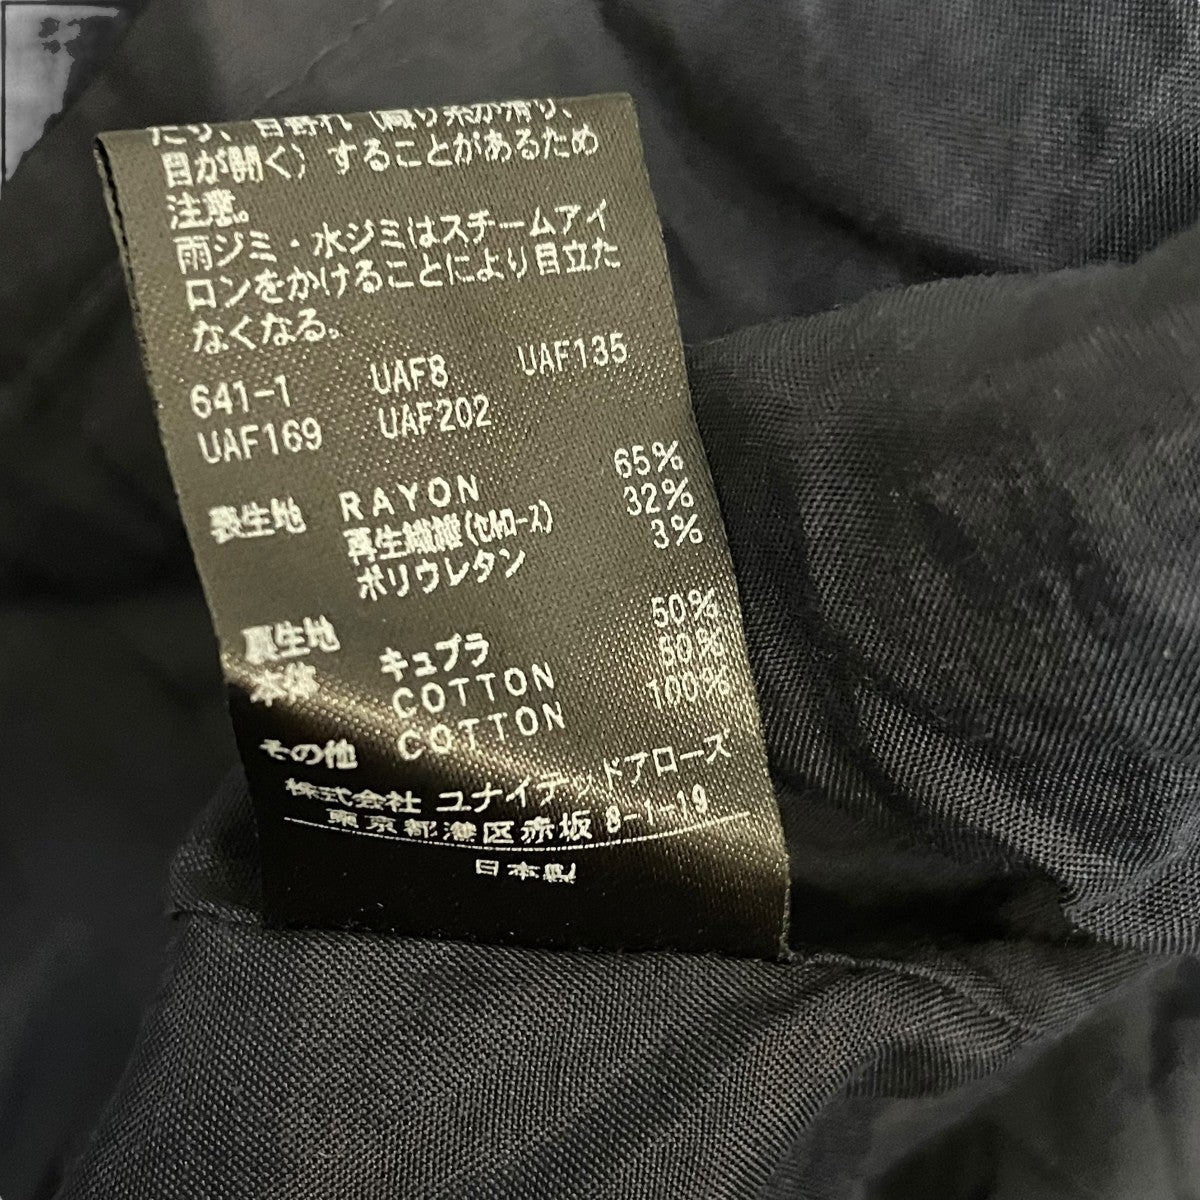 たり、目寄れ（織り糸が滑り、
目が開く）することがあるため
注意。
雨ジミ・水ジミはスチームアイ
ロンをかけることにより目立た
なくなる。
641-1 UAF8 UAF135
UAF169 UAF202
表生地 RAYON 65%
再生繊維(セルロース) 32%
ポリウレタン 3%
裏生地
本体 キュプラ 50%
COTTON 50%
その他 COTTON 100%
株式会社 ユナイテッドアローズ
東京都港区赤坂 8-1-19
日本製